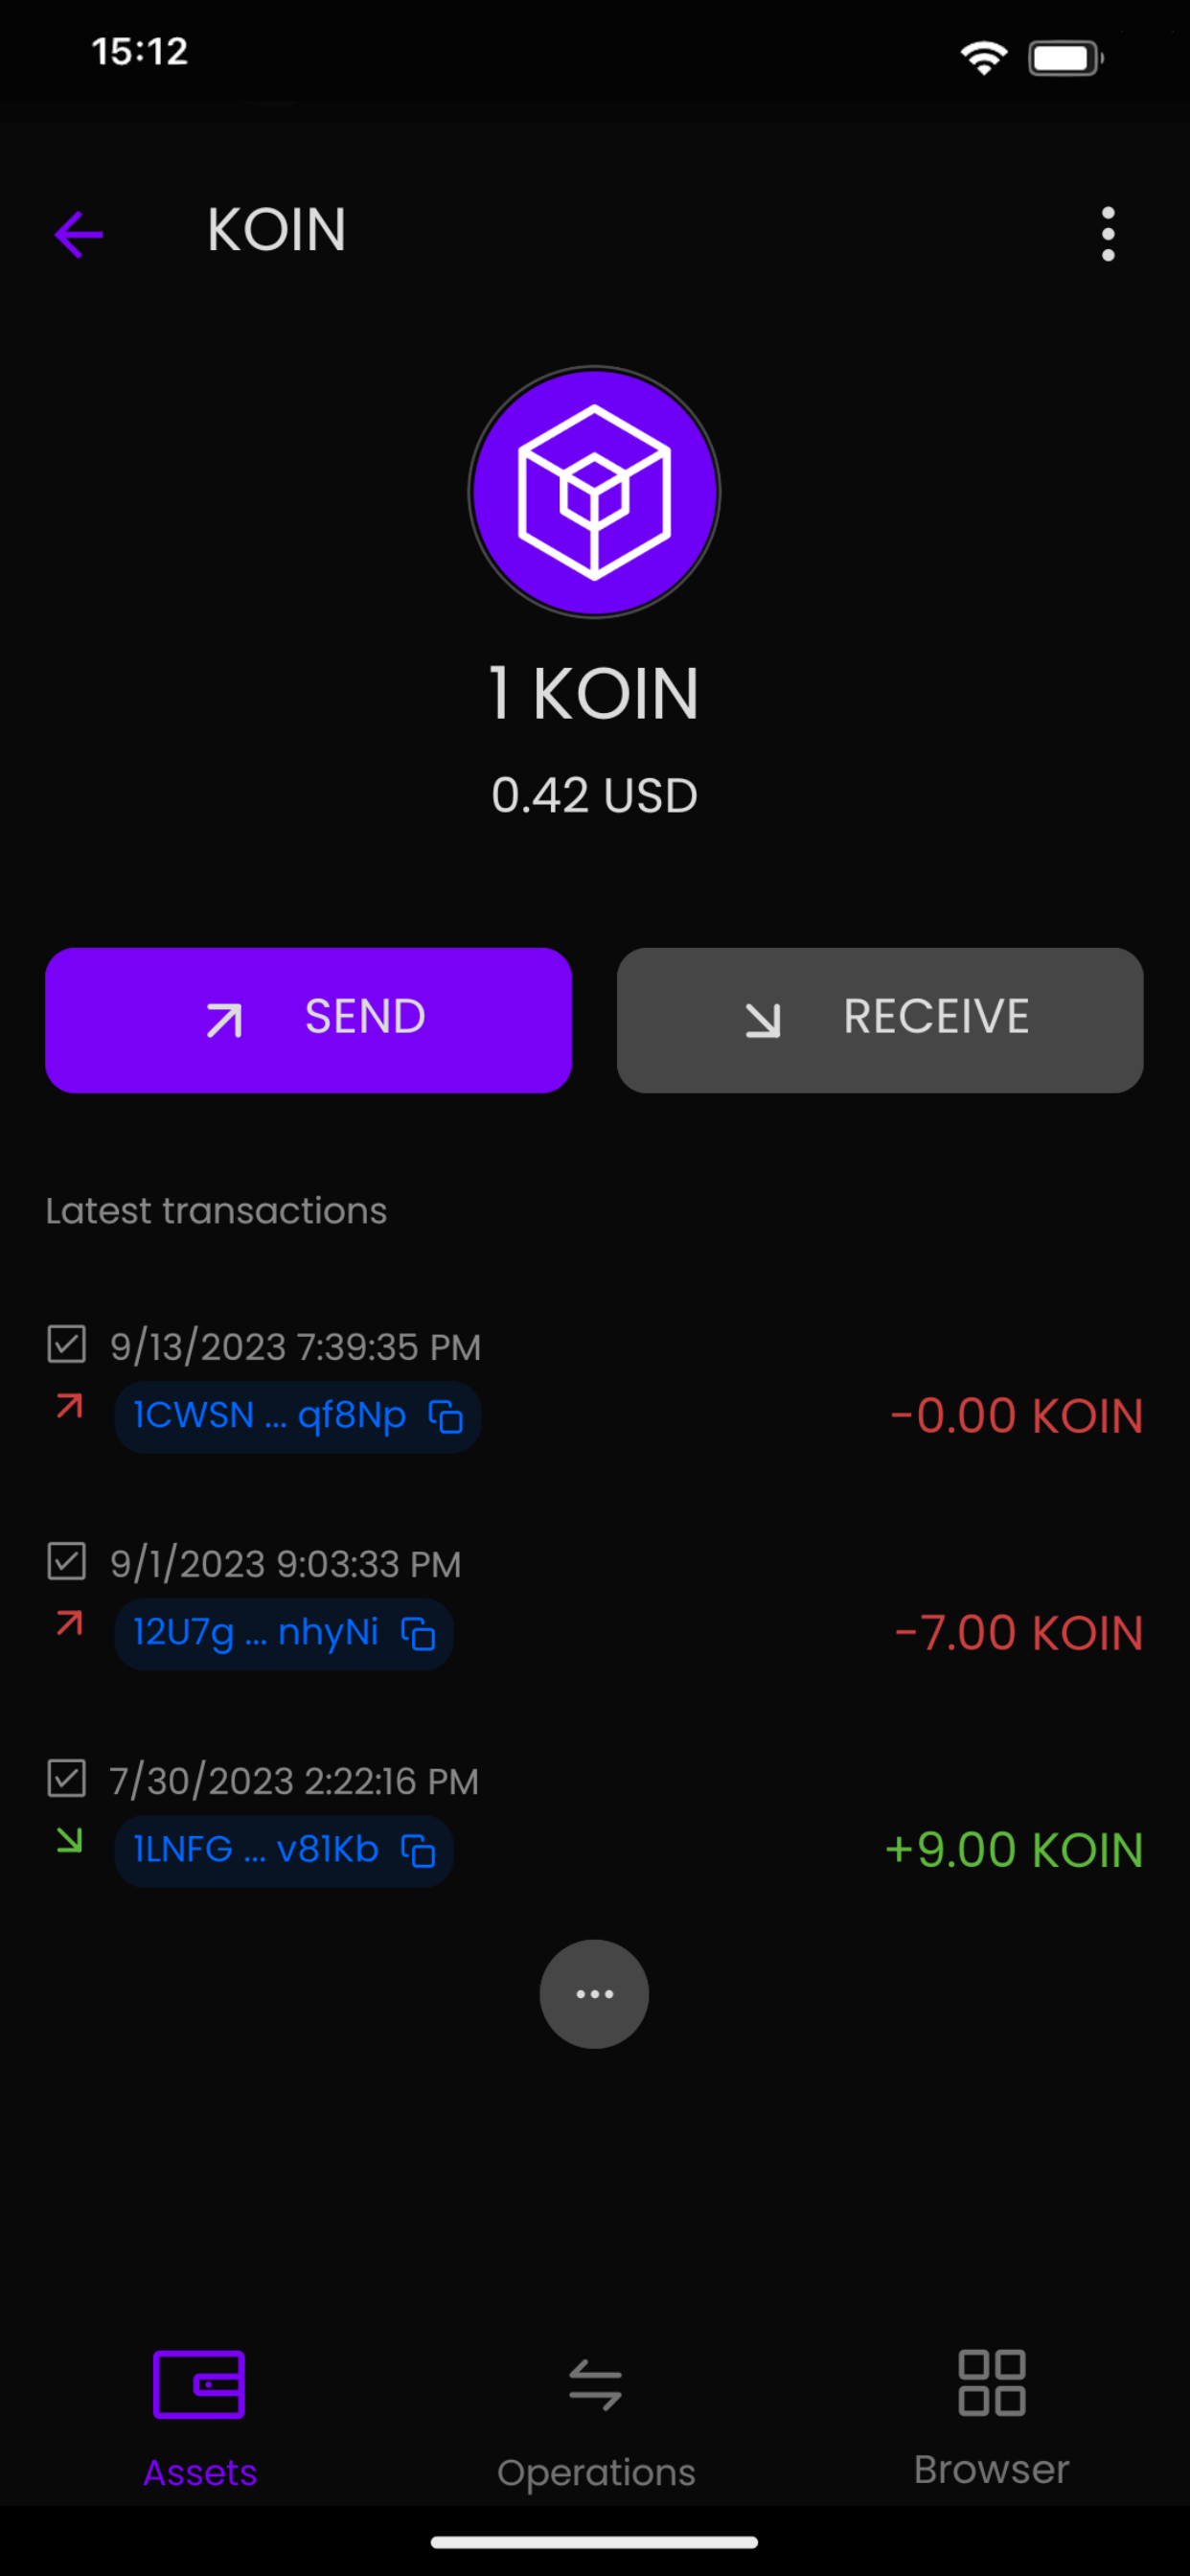 15:12
KOIN
1 KOIN
0.42 USD
SEND
RECEIVE
Latest transactions
9/13/2023 7:39:35 PM
1CWSN ... qf8Np
-0.00 KOIN
9/1/2023 9:03:33 PM
12U7g ... nhyNi
-7.00 KOIN
7/30/2023 2:22:16 PM
1LNFG ... v81Kb
+9.00 KOIN
Assets
Operations
Browser